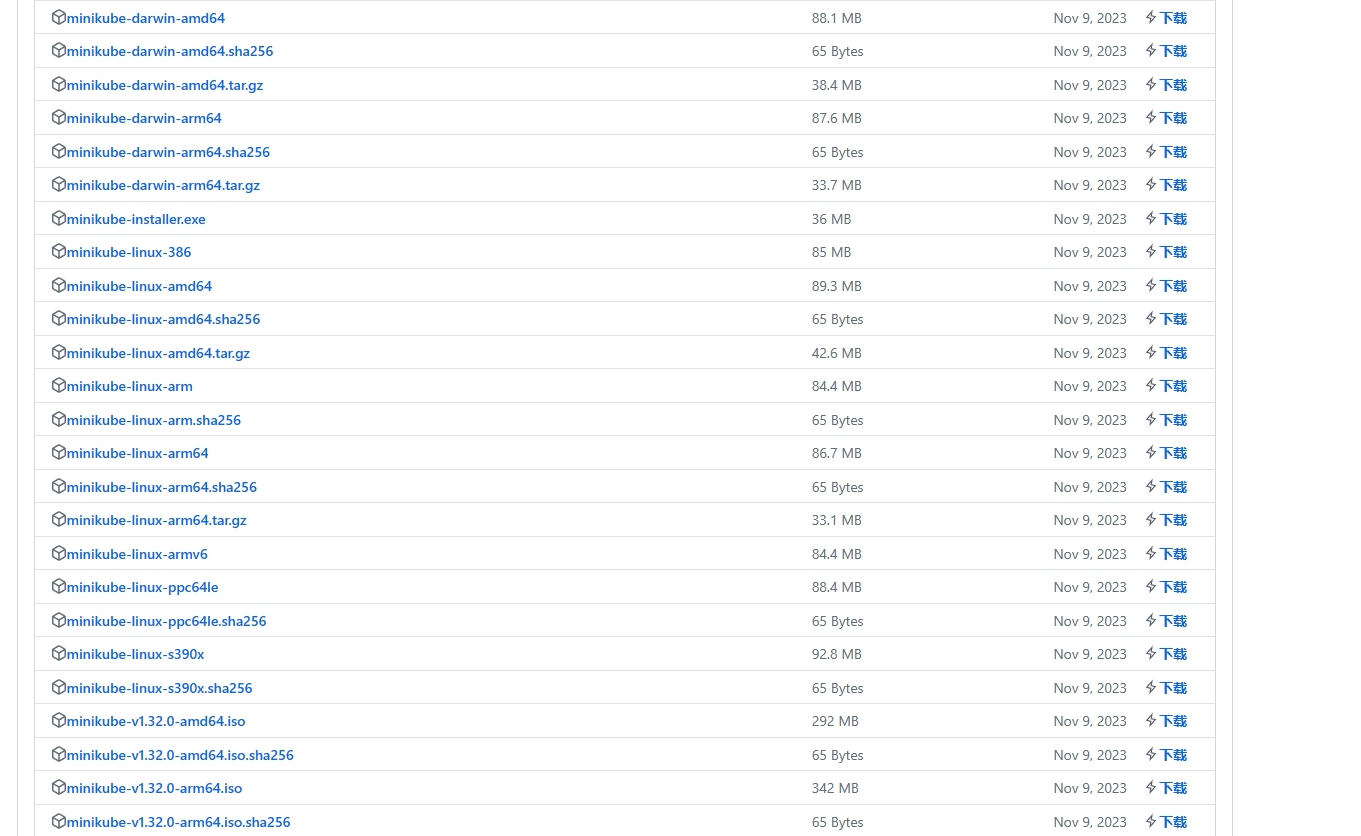 minikube-darwin-amd64 88.1 MB Nov 9, 2023 下载
minikube-darwin-amd64.sha256 65 Bytes Nov 9, 2023 下载
minikube-darwin-amd64.tar.gz 38.4 MB Nov 9, 2023 下载
minikube-darwin-arm64 87.6 MB Nov 9, 2023 下载
minikube-darwin-arm64.sha256 65 Bytes Nov 9, 2023 下载
minikube-darwin-arm64.tar.gz 33.7 MB Nov 9, 2023 下载
minikube-installer.exe 36 MB Nov 9, 2023 下载
minikube-linux-386 85 MB Nov 9, 2023 下载
minikube-linux-amd64 89.3 MB Nov 9, 2023 下载
minikube-linux-amd64.sha256 65 Bytes Nov 9, 2023 下载
minikube-linux-amd64.tar.gz 42.6 MB Nov 9, 2023 下载
minikube-linux-arm 84.4 MB Nov 9, 2023 下载
minikube-linux-arm.sha256 65 Bytes Nov 9, 2023 下载
minikube-linux-arm64 86.7 MB Nov 9, 2023 下载
minikube-linux-arm64.sha256 65 Bytes Nov 9, 2023 下载
minikube-linux-arm64.tar.gz 33.1 MB Nov 9, 2023 下载
minikube-linux-armv6 84.4 MB Nov 9, 2023 下载
minikube-linux-ppc64le 88.4 MB Nov 9, 2023 下载
minikube-linux-ppc64le.sha256 65 Bytes Nov 9, 2023 下载
minikube-linux-s390x 92.8 MB Nov 9, 2023 下载
minikube-linux-s390x.sha256 65 Bytes Nov 9, 2023 下载
minikube-v1.32.0-amd64.iso 292 MB Nov 9, 2023 下载
minikube-v1.32.0-amd64.iso.sha256 65 Bytes Nov 9, 2023 下载
minikube-v1.32.0-arm64.iso 342 MB Nov 9, 2023 下载
minikube-v1.32.0-arm64.iso.sha256 65 Bytes Nov 9, 2023 下载